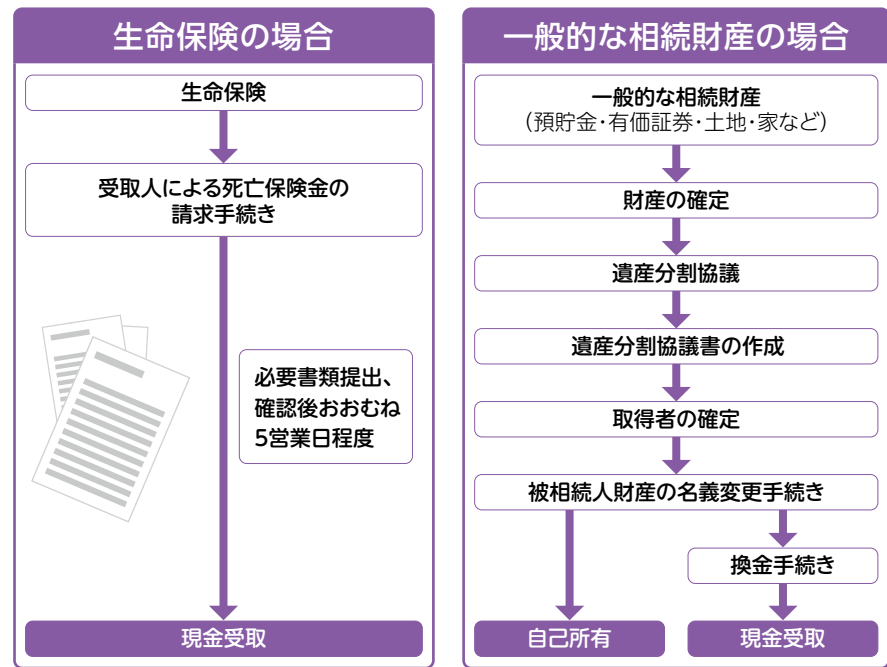 生命保険の場合
生命保険
受取人による死亡保険金の
請求手続き
必要書類提出、
確認後おおむね
5営業日程度
現金受取
一般的な相続財産の場合
一般的な相続財産
（預貯金・有価証券・土地・家など）
財産の確定
遺産分割協議
遺産分割協議書の作成
取得者の確定
被相続人財産の名義変更手続き
換金手続き
自己所有
現金受取